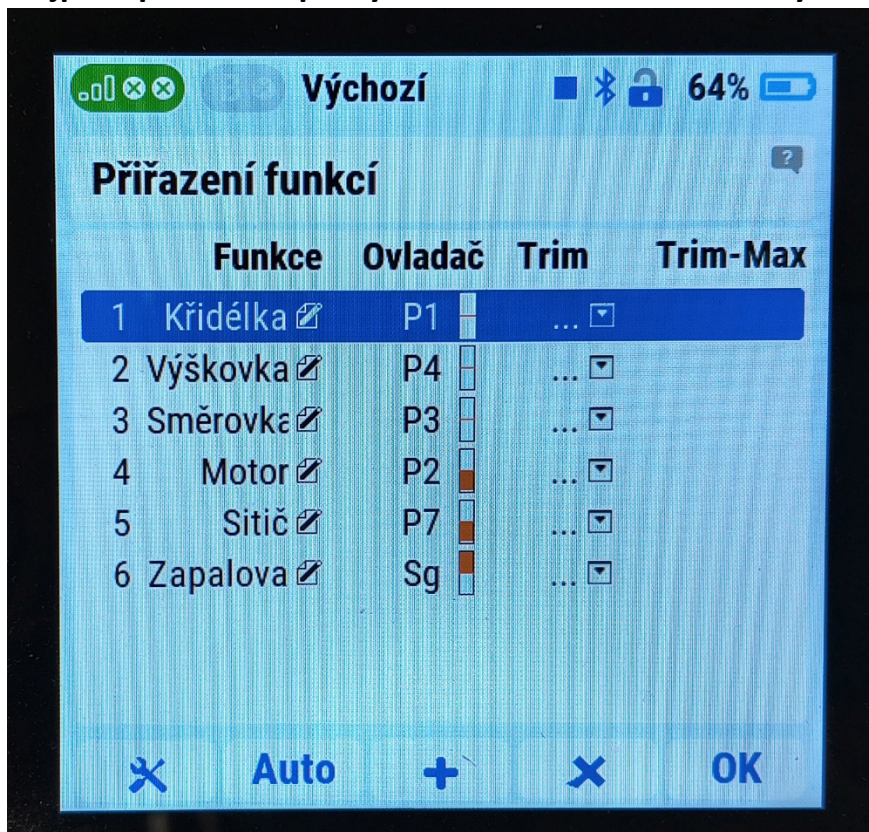 Výchozí 64%
Přiřazení funkcí
Funkce Ovladač Trim Trim-Max
1 Křidélka P1 ...
2 Výškovka P4 ...
3 Směrovka P3 ...
4 Motor P2 ...
5 Sitič P7 ...
6 Zapalova Sg ...
Auto OK